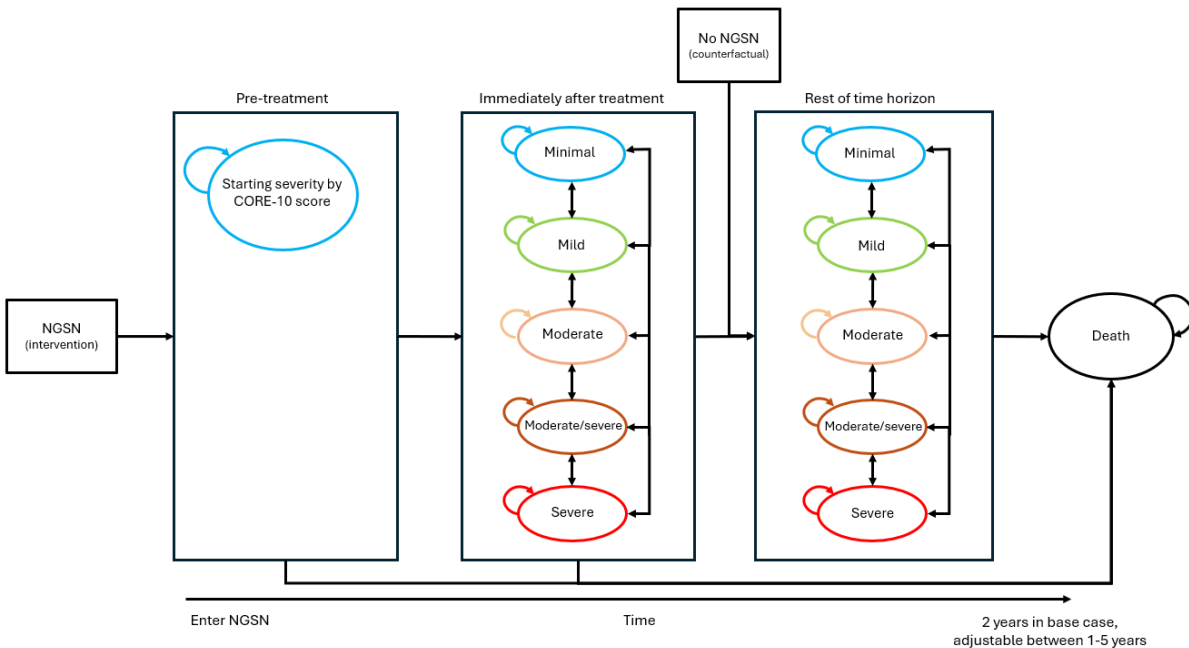 No NGSN
(counterfactual)
Pre-treatment
Immediately after treatment
Rest of time horizon
Starting severity by
CORE-10 score
Minimal
Mild
Moderate
Moderate/severe
Severe
Minimal
Mild
Moderate
Moderate/severe
Severe
NGSN
(intervention)
Death
Enter NGSN
Time
2 years in base case,
adjustable between 1-5 years